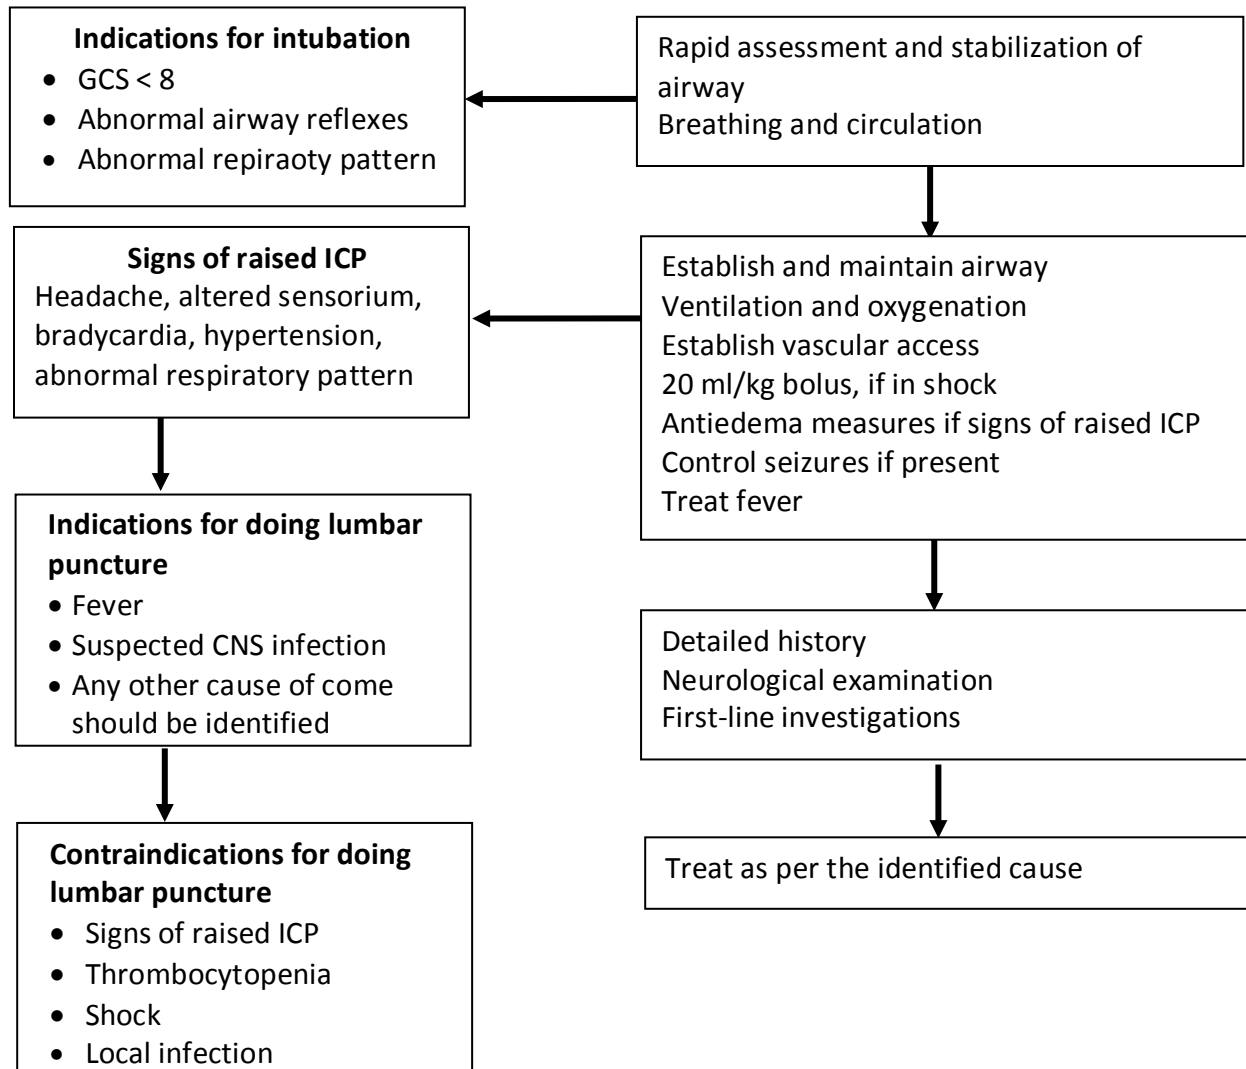 Indications for intubation
• GCS < 8
• Abnormal airway reflexes
• Abnormal repiraoty pattern
Rapid assessment and stabilization of
airway
Breathing and circulation
Signs of raised ICP
Headache, altered sensorium,
bradycardia, hypertension,
abnormal respiratory pattern
Establish and maintain airway
Ventilation and oxygenation
Establish vascular access
20 ml/kg bolus, if in shock
Antiedema measures if signs of raised ICP
Control seizures if present
Treat fever
Indications for doing lumbar
puncture
• Fever
• Suspected CNS infection
• Any other cause of come
should be identified
Detailed history
Neurological examination
First-line investigations
Contraindications for doing
lumbar puncture
• Signs of raised ICP
• Thrombocytopenia
• Shock
• Local infection
Treat as per the identified cause